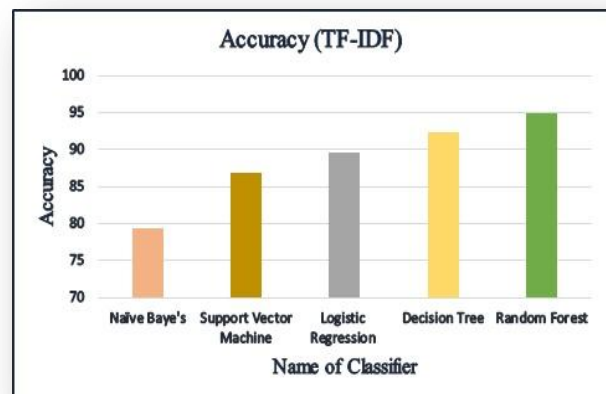 Accuracy (TF-IDF)
100
95
90
85
80
75
70
Accuracy
Naïve Baye's
Support Vector
Machine
Logistic
Regression
Decision Tree
Random Forest
Name of Classifier